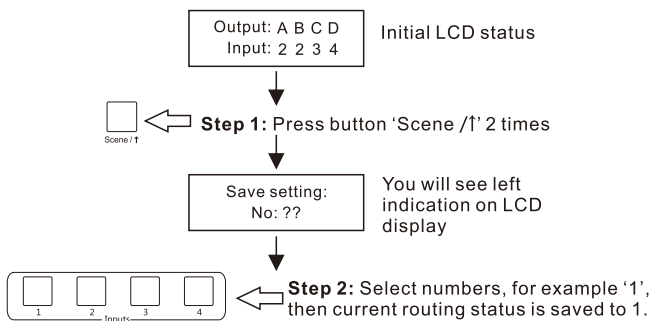 Output: A B C D
Input: 2 2 3 4
Initial LCD status
Scene / ↑
Step 1: Press button ‘Scene /↑’ 2 times
Save setting:
No: ??
You will see left
indication on LCD
display
1 2 3 4
Inputs
Step 2: Select numbers, for example ‘1’,
then current routing status is saved to 1.